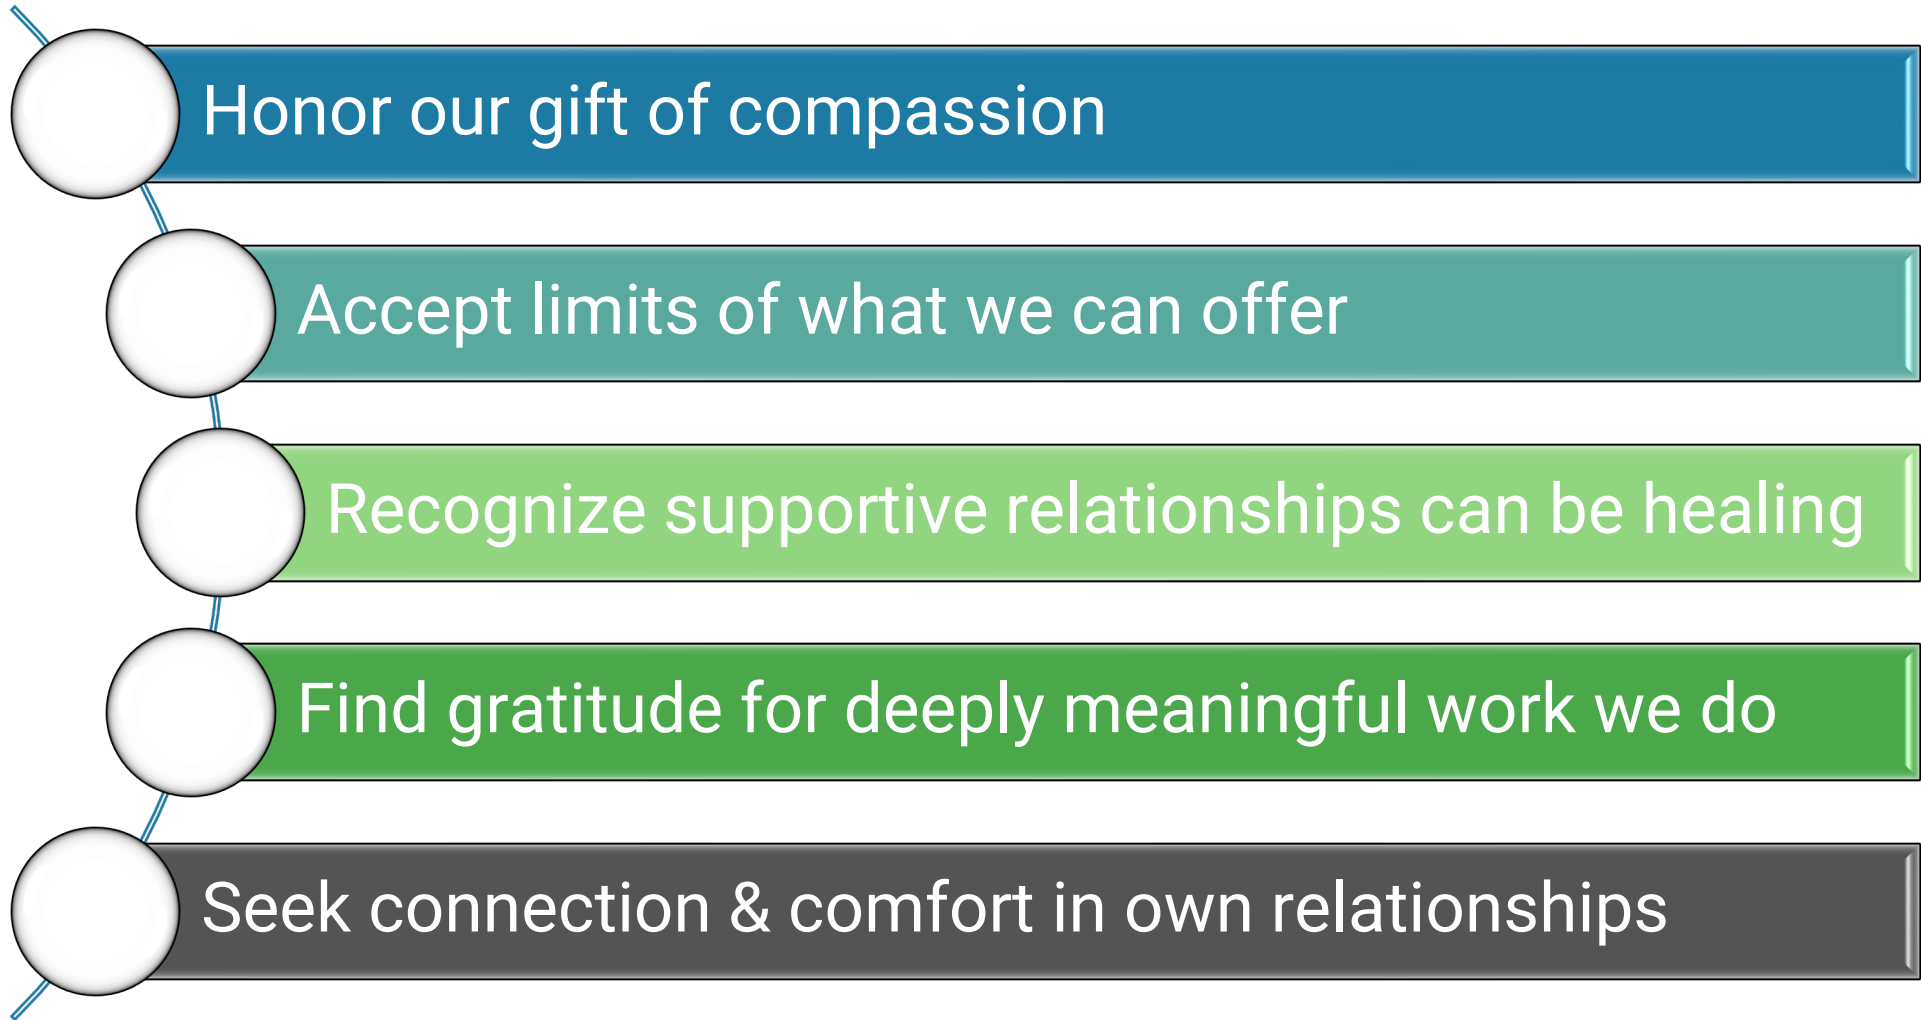 Honor our gift of compassion
Accept limits of what we can offer
Recognize supportive relationships can be healing
Find gratitude for deeply meaningful work we do
Seek connection & comfort in own relationships